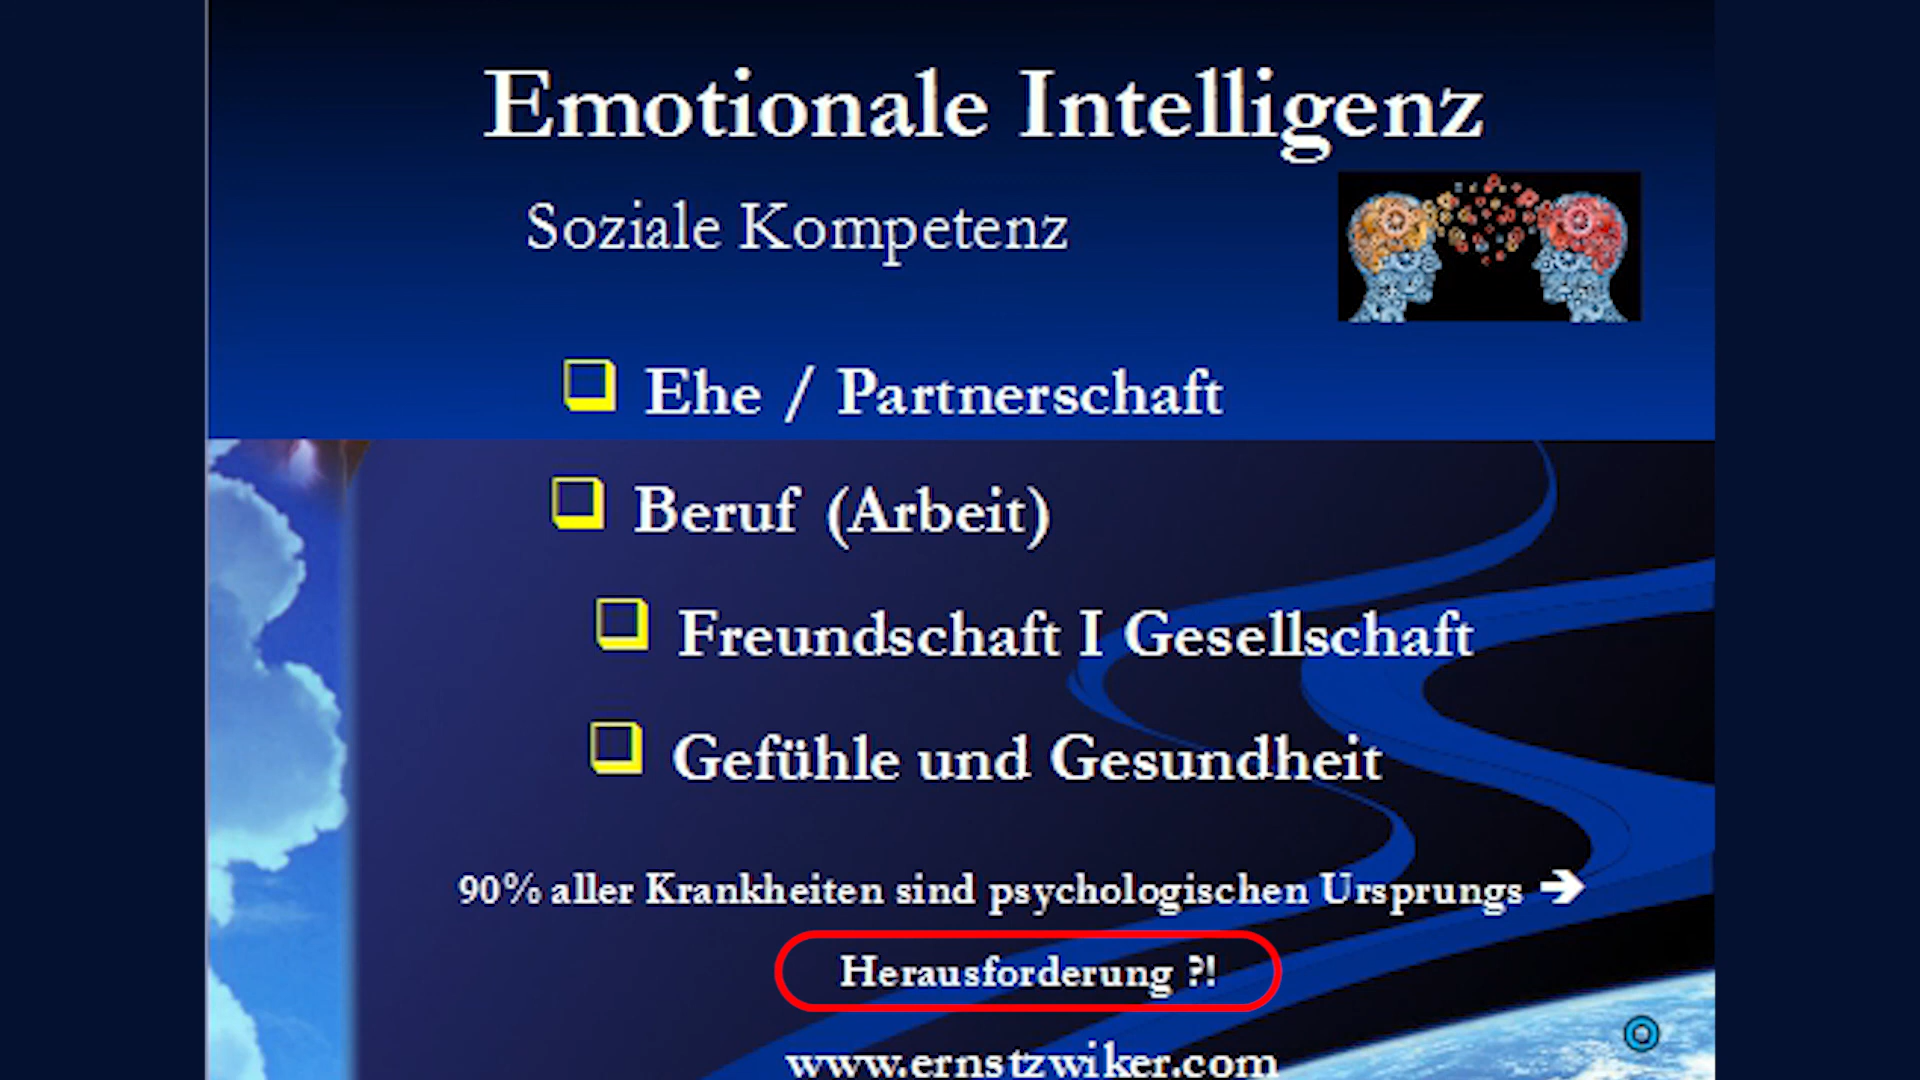 Emotionale Intelligenz
Soziale Kompetenz
Ehe / Partnerschaft
Beruf (Arbeit)
Freundschaft I Gesellschaft
Gefühle und Gesundheit
90% aller Krankheiten sind psychologischen Ursprungs ➔
Herausforderung ?!
www.ernstzwiker.com